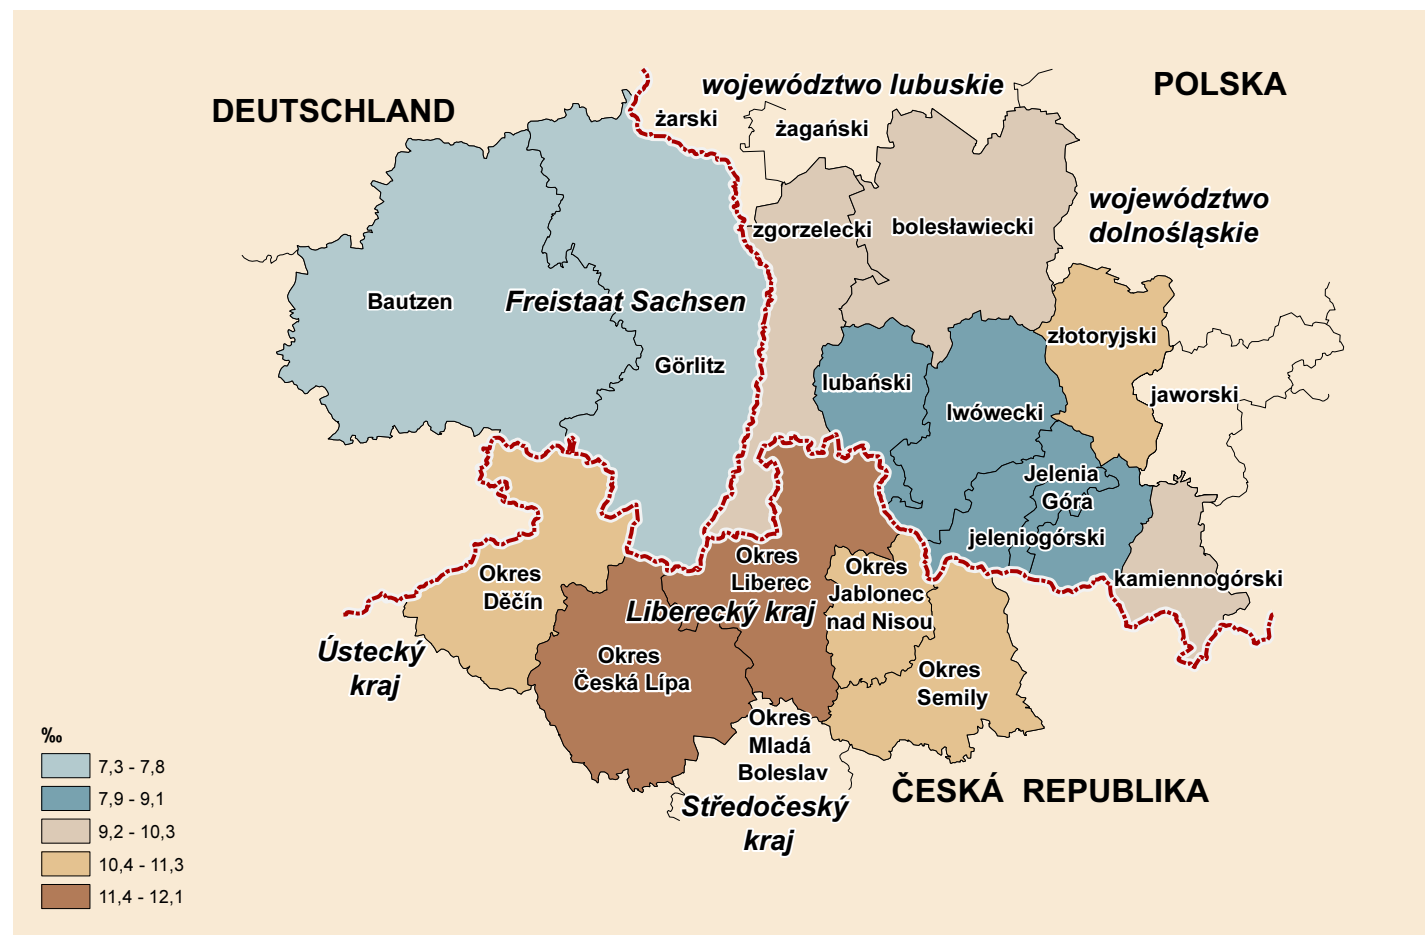 DEUTSCHLAND
województwo lubuskie
POLSKA
żarski
żagański
województwo
dolnośląskie
zgorzelecki
bolesławiecki
Bautzen
Freistaat Sachsen
złotoryjski
Görlitz
lubański
jaworski
lwówecki
Jelenia
Góra
jeleniogórski
kamiennogórski
Okres
Liberec
Okres
Jablonec
nad Nisou
Okres
Děčín
Liberecký kraj
Ústecký
kraj
Okres
Česká Lípa
Okres
Semily
Okres
Mladá
Boleslav
Středočeský
kraj
ČESKÁ REPUBLIKA
‰
7,3 - 7,8
7,9 - 9,1
9,2 - 10,3
10,4 - 11,3
11,4 - 12,1